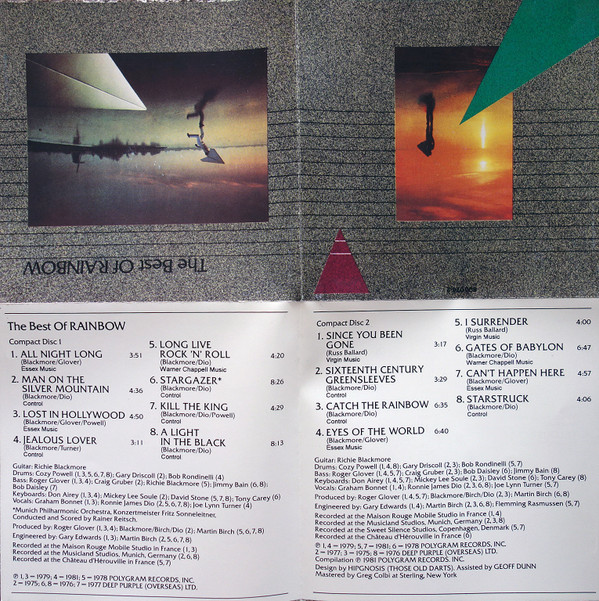 The Best Of RAINBOW
The Best Of RAINBOW
Compact Disc 1
1. ALL NIGHT LONG 3:51
(Blackmore/Glover)
Essex Music
2. MAN ON THE
SILVER MOUNTAIN 4:36
(Blackmore/Dio)
Control
3. LOST IN HOLLYWOOD 4:50
(Blackmore/Glover/Powell)
Essex Music
4. JEALOUS LOVER 3:11
(Blackmore/Turner)
Control
5. LONG LIVE
ROCK 'N' ROLL 4:20
(Blackmore/Dio)
Warner Chappell Music
6. STARGAZER* 8:26
(Blackmore/Dio)
Control
7. KILL THE KING 4:29
(Blackmore/Dio/Powell)
Control
8. A LIGHT
IN THE BLACK 8:13
(Blackmore/Dio)
Control
Guitar: Richie Blackmore
Drums: Cozy Powell (1, 3, 5, 6, 7, 8); Gary Driscoll (2); Bob Rondinelli (4)
Bass: Roger Glover (1, 3, 4); Craig Gruber (2); Richie Blackmore (5); Jimmy Bain (6, 8);
Bob Daisley (7)
Keyboards: Don Airey (1, 3, 4); Mickey Lee Soule (2); David Stone (5, 7, 8); Tony Carey (6)
Vocals: Graham Bonnet (1, 3); Ronnie James Dio (2, 5, 6, 7, 8); Joe Lynn Turner (4)
*Munich Philharmonic Orchestra, Konzertmeister Fritz Sonneleitner,
Conducted and Scored by Rainer Reitsch.
Produced by Roger Glover (1, 3, 4); Blackmore/Birch/Dio (2); Martin Birch (5, 6, 7, 8)
Engineered by: Gary Edwards (1, 3); Martin Birch (2, 5, 6, 7, 8)
Recorded at the Maison Rouge Mobile Studio in France (1, 3)
Recorded at the Musicland Studios, Munich, Germany (2, 6, 8)
Recorded at the Château D'Hérouville in France (5, 7)
℗ 1, 3–1979; 4–1981; 5–1978 POLYGRAM RECORDS, INC.
2–1975; 6, 8–1976; 7–1977 DEEP PURPLE (OVERSEAS) LTD.
Compact Disc 2
1. SINCE YOU BEEN
GONE 3:17
(Russ Ballard)
Virgin Music
2. SIXTEENTH CENTURY
GREENSLEEVES 3:29
(Blackmore/Dio)
Control
3. CATCH THE RAINBOW 6:35
(Blackmore/Dio)
Control
4. EYES OF THE WORLD 6:40
(Blackmore/Glover)
Essex Music
5. I SURRENDER 4:00
(Russ Ballard)
Virgin Music
6. GATES OF BABYLON 6:47
(Blackmore/Dio)
Warner Chappell Music
7. CAN'T HAPPEN HERE 4:57
(Blackmore/Glover)
Essex Music
8. STARSTRUCK 4:06
(Blackmore/Dio)
Control
Guitar: Richie Blackmore
Drums: Cozy Powell (1, 4, 8); Gary Driscoll (2, 3); Bob Rondinelli (5, 7)
Bass: Roger Glover (1, 4, 5, 7); Craig Gruber (2, 3); Bob Daisley (6); Jimmy Bain (8)
Keyboards: Don Airey (1, 4, 5, 7); Mickey Lee Soule (2, 3); David Stone (6); Tony Carey (8)
Vocals: Graham Bonnet (1, 4); Ronnie James Dio (2, 3, 6, 8); Joe Lynn Turner (5, 7)
Produced by: Roger Glover (1, 4, 5, 7); Blackmore/Birch/Dio (2, 3); Martin Birch (6, 8)
Engineered by: Gary Edwards (1, 4); Martin Birch (2, 3, 6, 8); Flemming Rasmussen (5, 7)
Recorded at the Maison Rouge Mobile Studio in France (1, 4)
Recorded at the Musicland Studios, Munich, Germany (2, 3, 8)
Recorded at the Sweet Silence Studios, Copenhagen, Denmark (5, 7)
Recorded at the Château d'Hérouville in France (6)
℗ 1, 4–1979; 5, 7–1981; 6–1978 POLYGRAM RECORDS, INC.
2–1977; 3–1975; 8–1976 DEEP PURPLE (OVERSEAS) LTD.
Compilation ℗ 1981 POLYGRAM RECORDS, INC.
Design by HIPGNOSIS (THOSE OLD DARTS). Assisted by GEOFF DUNN
Mastered by Greg Colbi at Sterling, New York